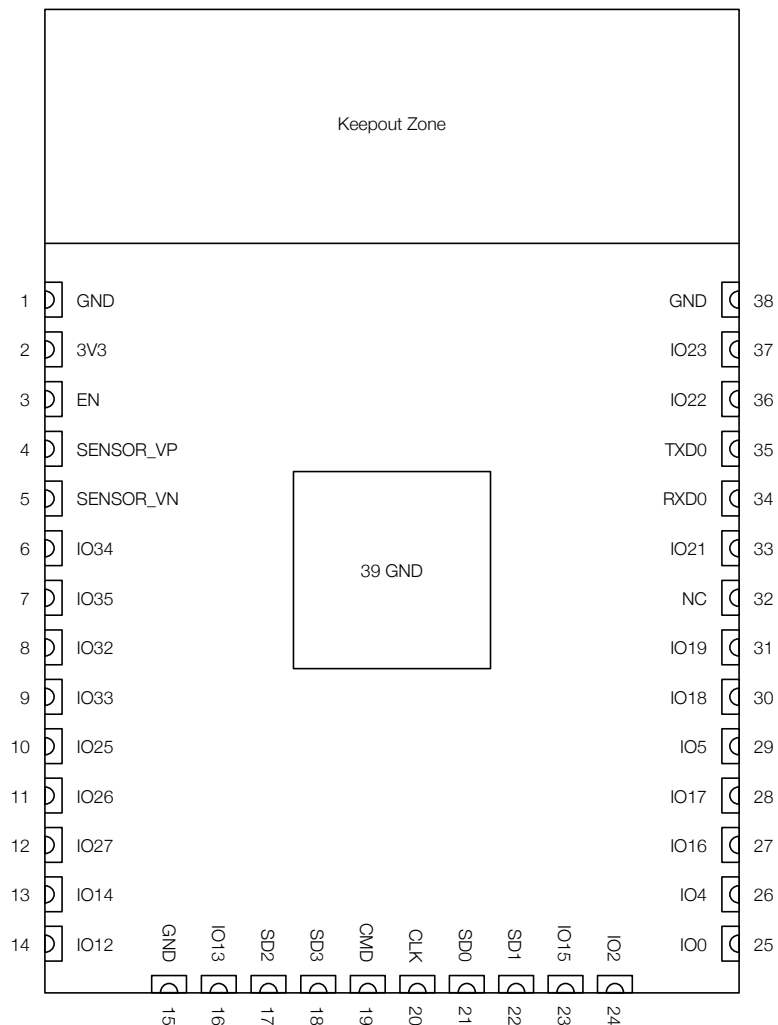 Keepout Zone
1 GND
GND 38
2 3V3
IO23 37
3 EN
IO22 36
4 SENSOR_VP
TXD0 35
5 SENSOR_VN
RXD0 34
6 IO34
IO21 33
39 GND
7 IO35
NC 32
8 IO32
IO19 31
9 IO33
IO18 30
10 IO25
IO5 29
11 IO26
IO17 28
12 IO27
IO16 27
13 IO14
IO4 26
14 IO12
IO0 25
GND 15
IO13 16
SD2 17
SD3 18
CMD 19
CLK 20
SD0 21
SD1 22
IO15 23
IO2 24